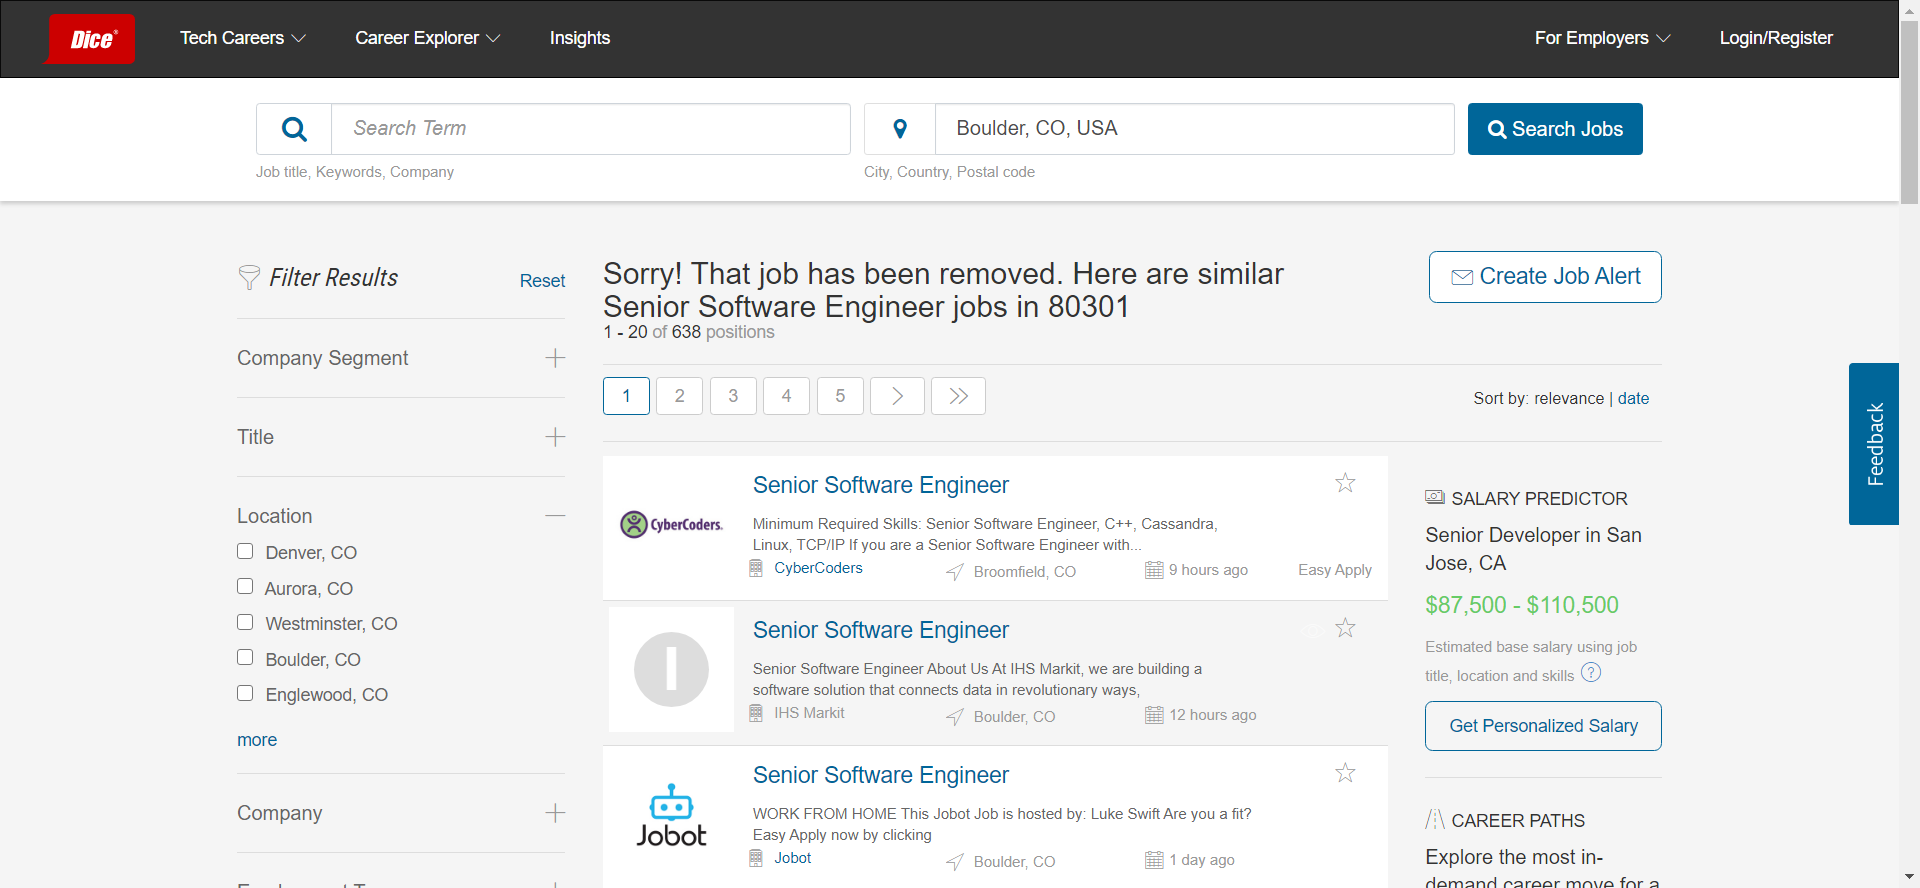 Dice
Tech Careers
Career Explorer
Insights
For Employers
Login/Register
Search Term
Boulder, CO, USA
Search Jobs
Job title, Keywords, Company
City, Country, Postal code
Filter Results
Reset
Company Segment
Title
Location
Denver, CO
Aurora, CO
Westminster, CO
Boulder, CO
Englewood, CO
more
Company
Sorry! That job has been removed. Here are similar
Senior Software Engineer jobs in 80301
1 - 20 of 638 positions
Create Job Alert
1 2 3 4 5
Sort by: relevance | date
CyberCoders.
Senior Software Engineer
Minimum Required Skills: Senior Software Engineer, C++, Cassandra,
Linux, TCP/IP If you are a Senior Software Engineer with...
CyberCoders
Broomfield, CO
9 hours ago
Easy Apply
I
Senior Software Engineer
Senior Software Engineer About Us At IHS Markit, we are building a
software solution that connects data in revolutionary ways,
IHS Markit
Boulder, CO
12 hours ago
Jobot
Senior Software Engineer
WORK FROM HOME This Jobot Job is hosted by: Luke Swift Are you a fit?
Easy Apply now by clicking
Jobot
Boulder, CO
1 day ago
SALARY PREDICTOR
Senior Developer in San
Jose, CA
$87,500 - $110,500
Estimated base salary using job
title, location and skills ?
Get Personalized Salary
CAREER PATHS
Explore the most in-
demand career move for a
Feedback